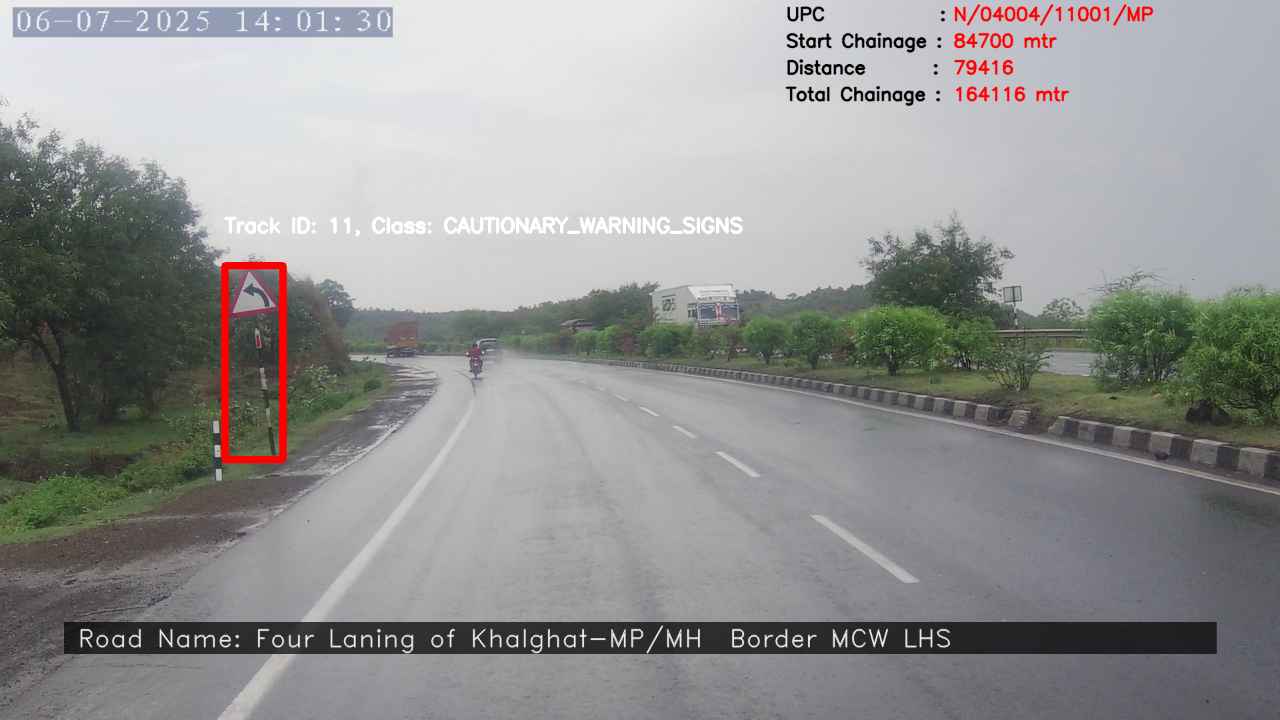 06-07-2025 14:01:30
UPC : N/04004/11001/MP
Start Chainage : 84700 mtr
Distance : 79416
Total Chainage : 164116 mtr
Track ID: 11, Class: CAUTIONARY_WARNING_SIGNS
Road Name: Four Laning of Khalghat-MP/MH Border MCW LHS